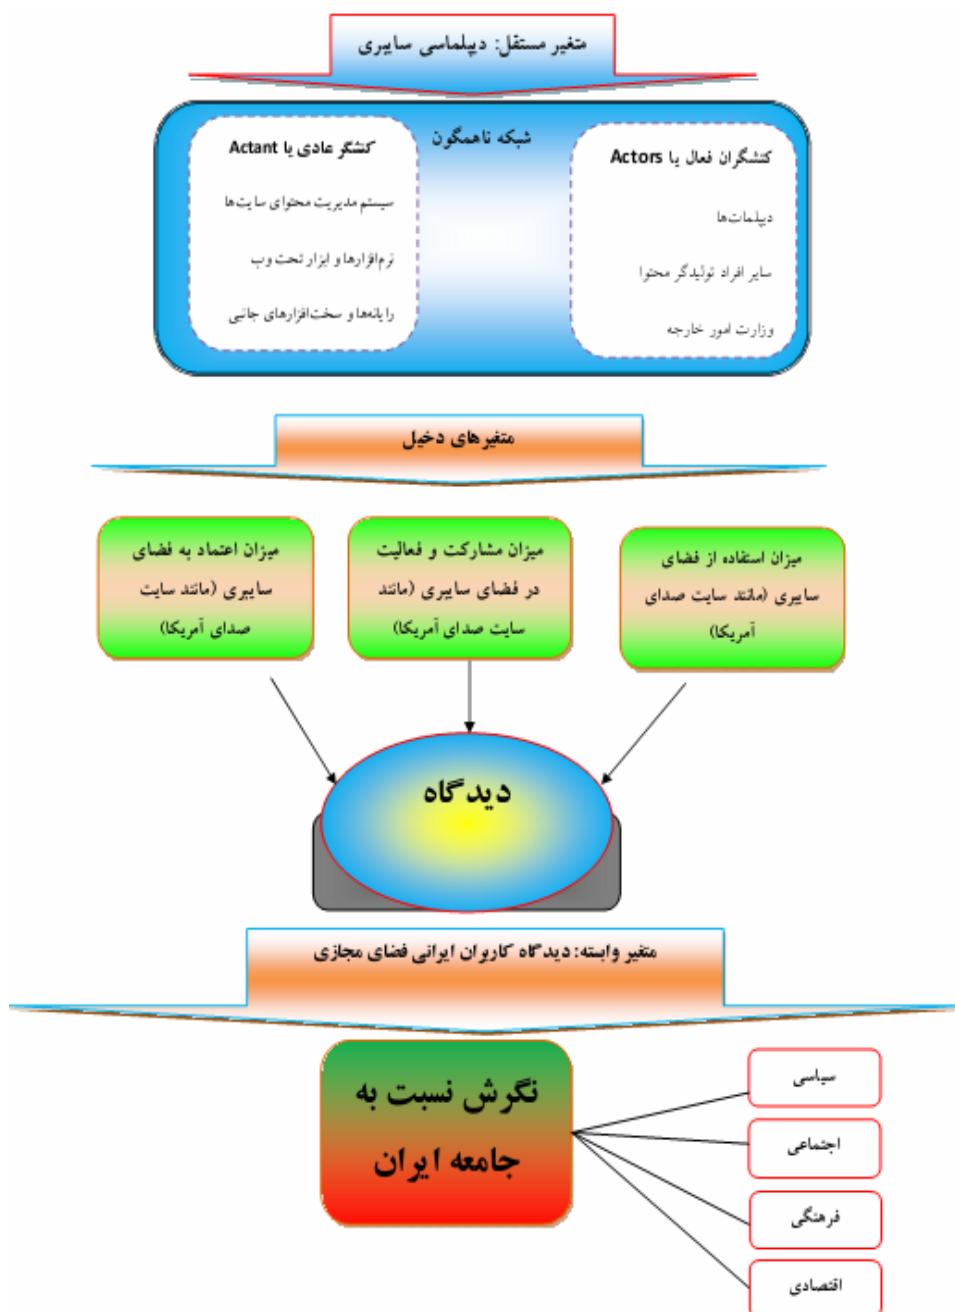 متغیر مستقل: دیپلماسی سایبری
شبکه ناهمگون
کنشگران فعال یا Actors
دیپلمات‌ها
سایر افراد تولیدگر محتوا
وزارت امور خارجه
کنشگر عادی یا Actant
سیستم مدیریت محتوای سایت‌ها
نرم‌افزارها و ابزار تحت وب
رایانه‌ها و سخت‌افزارهای جانبی
متغیرهای دخیل
میزان استفاده از فضای
سایبری (مانند سایت صدای
آمریکا)
میزان مشارکت و فعالیت
در فضای سایبری (مانند
سایت صدای آمریکا)
میزان اعتماد به فضای
سایبری (مانند سایت
صدای آمریکا)
دیدگاه
متغیر وابسته: دیدگاه کاربران ایرانی فضای مجازی
نگرش نسبت به
جامعه ایران
سیاسی
اجتماعی
فرهنگی
اقتصادی